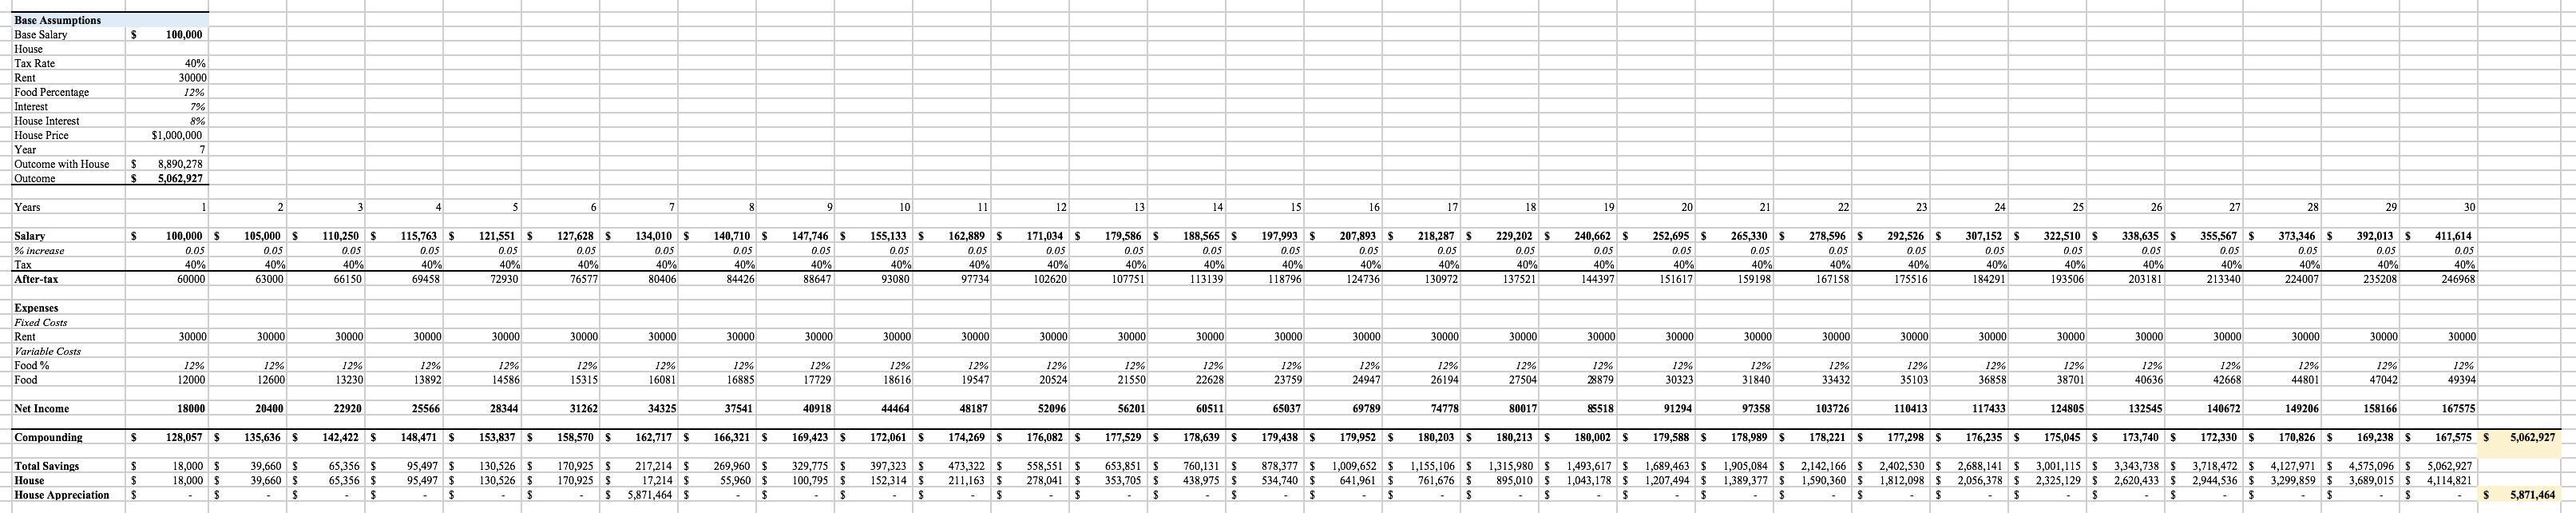 Base Assumptions
Base Salary $ 100,000
House
Tax Rate 40%
Rent 30000
Food Percentage 12%
Interest 7%
House Interest 8%
House Price $1,000,000
Year 7
Outcome with House $ 8,890,278
Outcome $ 5,062,927
Years 1 2 3 4 5 6 7 8 9 10 11 12 13 14 15 16 17 18 19 20 21 22 23 24 25 26 27 28 29 30
Salary $ 100,000 $ 105,000 $ 110,250 $ 115,763 $ 121,551 $ 127,628 $ 134,010 $ 140,710 $ 147,746 $ 155,133 $ 162,889 $ 171,034 $ 179,586 $ 188,565 $ 197,993 $ 207,893 $ 218,287 $ 229,202 $ 240,662 $ 252,695 $ 265,330 $ 278,596 $ 292,526 $ 307,152 $ 322,510 $ 338,635 $ 355,567 $ 373,346 $ 392,013 $ 411,614
% increase 0.05 0.05 0.05 0.05 0.05 0.05 0.05 0.05 0.05 0.05 0.05 0.05 0.05 0.05 0.05 0.05 0.05 0.05 0.05 0.05 0.05 0.05 0.05 0.05 0.05 0.05 0.05 0.05 0.05 0.05
Tax 40% 40% 40% 40% 40% 40% 40% 40% 40% 40% 40% 40% 40% 40% 40% 40% 40% 40% 40% 40% 40% 40% 40% 40% 40% 40% 40% 40% 40% 40%
After-tax 60000 63000 66150 69458 72930 76577 80406 84426 88647 93080 97734 102620 107751 113139 118796 124736 130972 137521 144397 151617 159198 167158 175516 184291 193506 203181 213340 224007 235208 246968
Expenses
Fixed Costs
Rent 30000 30000 30000 30000 30000 30000 30000 30000 30000 30000 30000 30000 30000 30000 30000 30000 30000 30000 30000 30000 30000 30000 30000 30000 30000 30000 30000 30000 30000 30000
Variable Costs
Food % 12% 12% 12% 12% 12% 12% 12% 12% 12% 12% 12% 12% 12% 12% 12% 12% 12% 12% 12% 12% 12% 12% 12% 12% 12% 12% 12% 12% 12% 12%
Food 12000 12600 13230 13892 14586 15315 16081 16885 17729 18616 19547 20524 21550 22628 23759 24947 26194 27504 28879 30323 31840 33432 35103 36858 38701 40636 42668 44801 47042 49394
Net Income 18000 20400 22920 25566 28344 31262 34325 37541 40918 44464 48187 52096 56201 60511 65037 69789 74778 80017 85518 91294 97358 103726 110413 117433 124805 132545 140672 149206 158166 167575
Compounding $ 128,057 $ 135,636 $ 142,422 $ 148,471 $ 153,837 $ 158,570 $ 162,717 $ 166,321 $ 169,423 $ 172,061 $ 174,269 $ 176,082 $ 177,529 $ 178,639 $ 179,438 $ 179,952 $ 180,203 $ 180,213 $ 180,002 $ 179,588 $ 178,989 $ 178,221 $ 177,298 $ 176,235 $ 175,045 $ 173,740 $ 172,330 $ 170,826 $ 169,238 $ 167,575 $ 5,062,927
Total Savings $ 18,000 $ 39,660 $ 65,356 $ 95,497 $ 130,526 $ 170,925 $ 217,214 $ 269,960 $ 329,775 $ 397,323 $ 473,322 $ 558,551 $ 653,851 $ 760,131 $ 878,377 $ 1,009,652 $ 1,155,106 $ 1,315,980 $ 1,493,617 $ 1,689,463 $ 1,905,084 $ 2,142,166 $ 2,402,530 $ 2,688,141 $ 3,001,115 $ 3,343,738 $ 3,718,472 $ 4,127,971 $ 4,575,096 $ 5,062,927
House $ 18,000 $ 39,660 $ 65,356 $ 95,497 $ 130,526 $ 170,925 $ 17,214 $ 55,960 $ 100,795 $ 152,314 $ 211,163 $ 278,041 $ 353,705 $ 438,975 $ 534,740 $ 641,961 $ 761,676 $ 895,010 $ 1,043,178 $ 1,207,494 $ 1,389,377 $ 1,590,360 $ 1,812,098 $ 2,056,378 $ 2,325,129 $ 2,620,433 $ 2,944,536 $ 3,299,859 $ 3,689,015 $ 4,114,821
House Appreciation $ - $ - $ - $ - $ - $ - $ 5,871,464 $ - $ - $ - $ - $ - $ - $ - $ - $ - $ - $ - $ - $ - $ - $ - $ - $ - $ - $ - $ - $ - $ - $ - $ 5,871,464